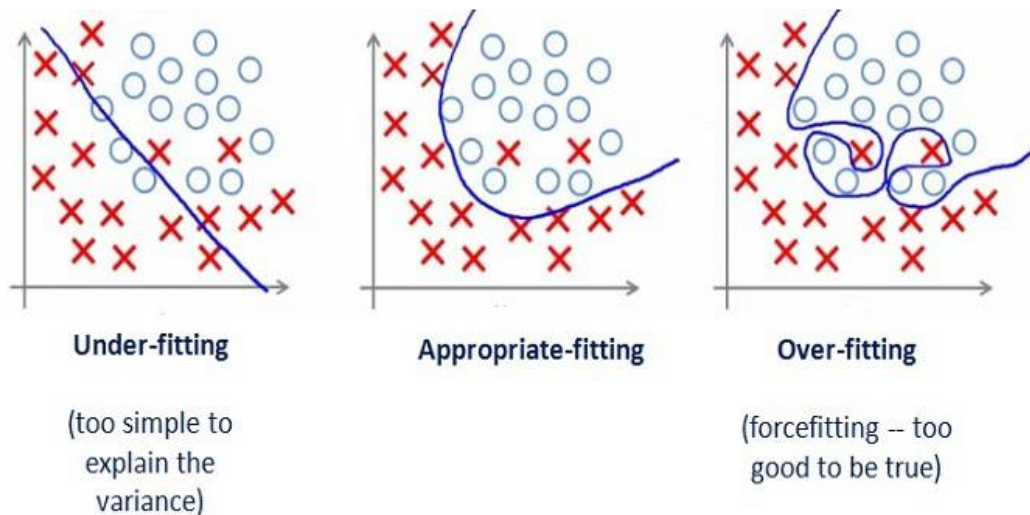 Under-fitting
Appropriate-fitting
Over-fitting
(too simple to
explain the
variance)
(forcefitting -- too
good to be true)